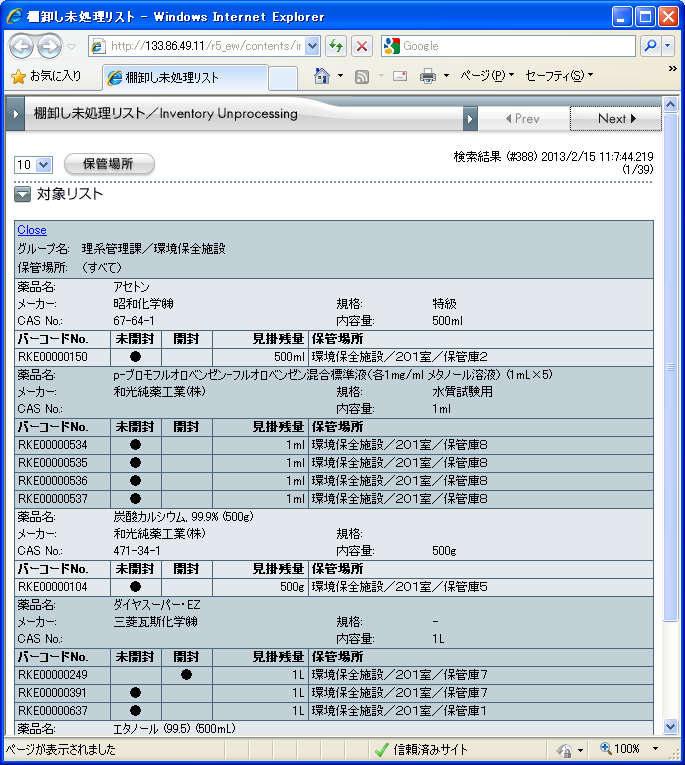 棚卸し未処理リスト - Windows Internet Explorer
http://133.86.49.11/r5_ew/contents/ir
Google
お気に入り 棚卸し未処理リスト ページ(P) セーフティ(S) »
棚卸し未処理リスト／Inventory Unprocessing Prev Next
10 保管場所 検索結果 (#388) 2013/2/15 11:7:44.219
(1/39)
対象リスト
Close
グループ名: 理系管理課／環境保全施設
保管場所: (すべて)
薬品名: アセトン
メーカー: 昭和化学㈱ 規格: 特級
CAS No.: 67-64-1 内容量: 500ml
バーコードNo. 未開封 開封 見掛残量 保管場所
RKE00000150 ● 500ml 環境保全施設／201室／保管庫2
薬品名: p-ブロモフルオロベンゼン-フルオロベンゼン混合標準液(各1mg/ml メタノール溶液) (1mL×5)
メーカー: 和光純薬工業(株) 規格: 水質試験用
CAS No.: 内容量: 1ml
バーコードNo. 未開封 開封 見掛残量 保管場所
RKE00000534 ● 1ml 環境保全施設／201室／保管庫8
RKE00000535 ● 1ml 環境保全施設／201室／保管庫8
RKE00000536 ● 1ml 環境保全施設／201室／保管庫8
RKE00000537 ● 1ml 環境保全施設／201室／保管庫8
薬品名: 炭酸カルシウム, 99.9% (500g)
メーカー: 和光純薬工業(株) 規格:
CAS No.: 471-34-1 内容量: 500g
バーコードNo. 未開封 開封 見掛残量 保管場所
RKE00000104 ● 500g 環境保全施設／201室／保管庫5
薬品名: ダイヤスーパー・EZ
メーカー: 三菱瓦斯化学㈱ 規格: -
CAS No.: 内容量: 1L
バーコードNo. 未開封 開封 見掛残量 保管場所
RKE00000249 ● 1L 環境保全施設／201室／保管庫7
RKE00000391 ● 1L 環境保全施設／201室／保管庫7
RKE00000637 ● 1L 環境保全施設／201室／保管庫1
薬品名: エタノール (99.5) (500mL)
ページが表示されました 信頼済みサイト 100%